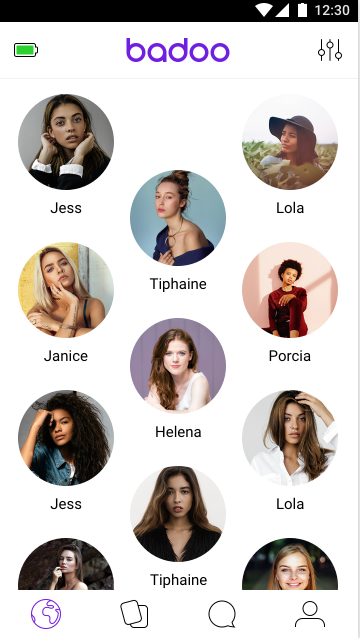 12:30
badoo
Jess
Lola
Tiphaine
Janice
Porcia
Helena
Jess
Lola
Tiphaine